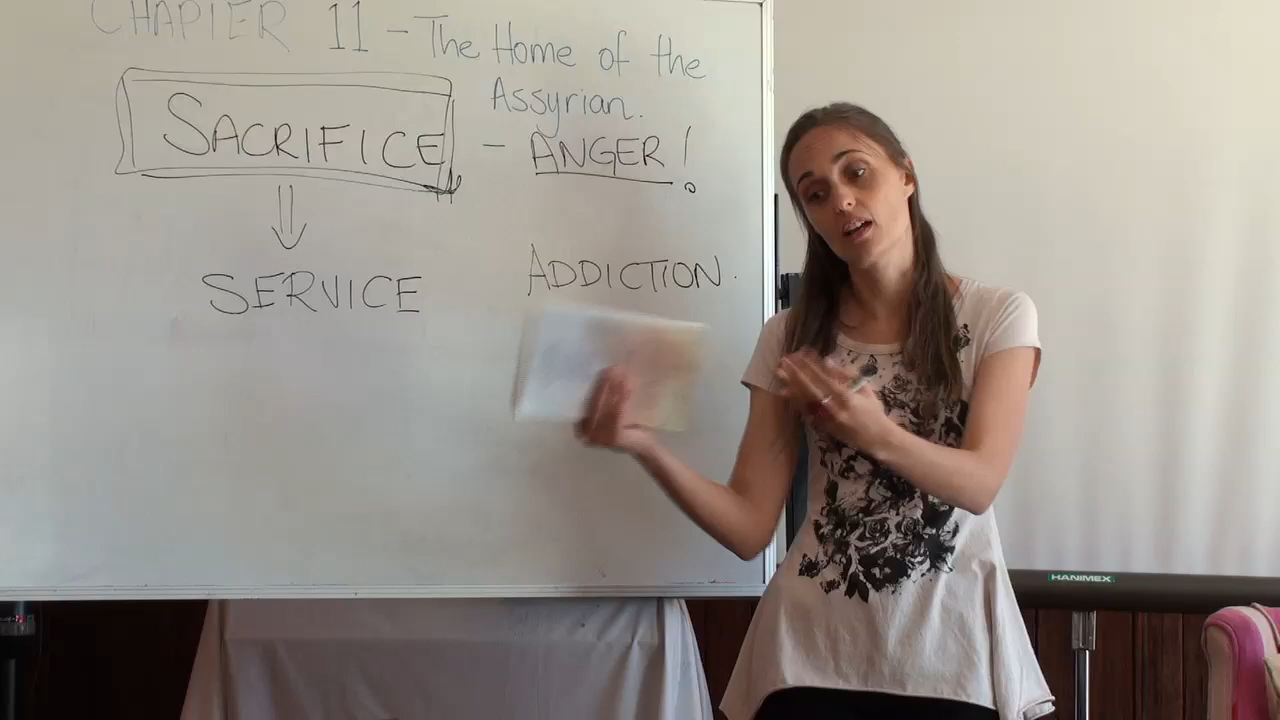 CHAPTER 11 - The Home of the
Assyrian.
SACRIFICE - ANGER!
SERVICE ADDICTION.
HANIMEX